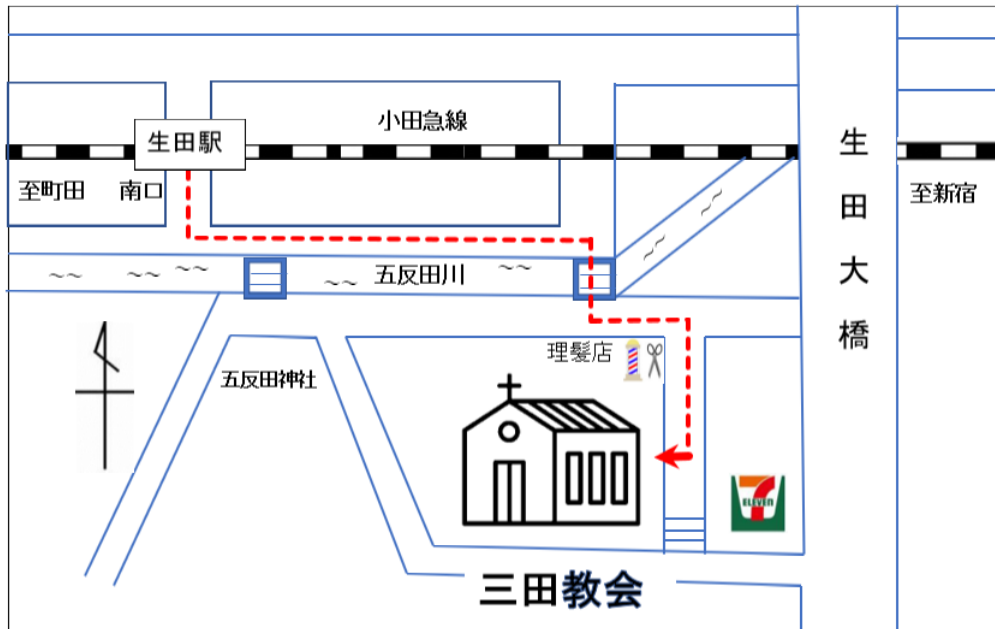 小田急線
生田駅
至町田
南口
至新宿
生田大橋
五反田川
理髪店
五反田神社
ELEVEN
三田教会